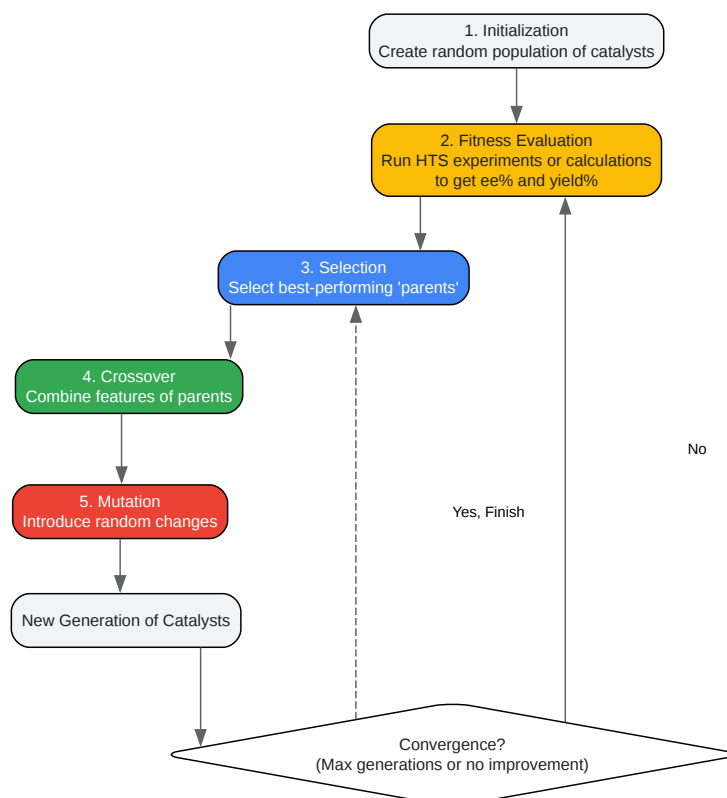 1. Initialization
Create random population of catalysts
2. Fitness Evaluation
Run HTS experiments or calculations
to get ee% and yield%
3. Selection
Select best-performing 'parents'
4. Crossover
Combine features of parents
No
5. Mutation
Introduce random changes
Yes, Finish
New Generation of Catalysts
Convergence?
(Max generations or no improvement)